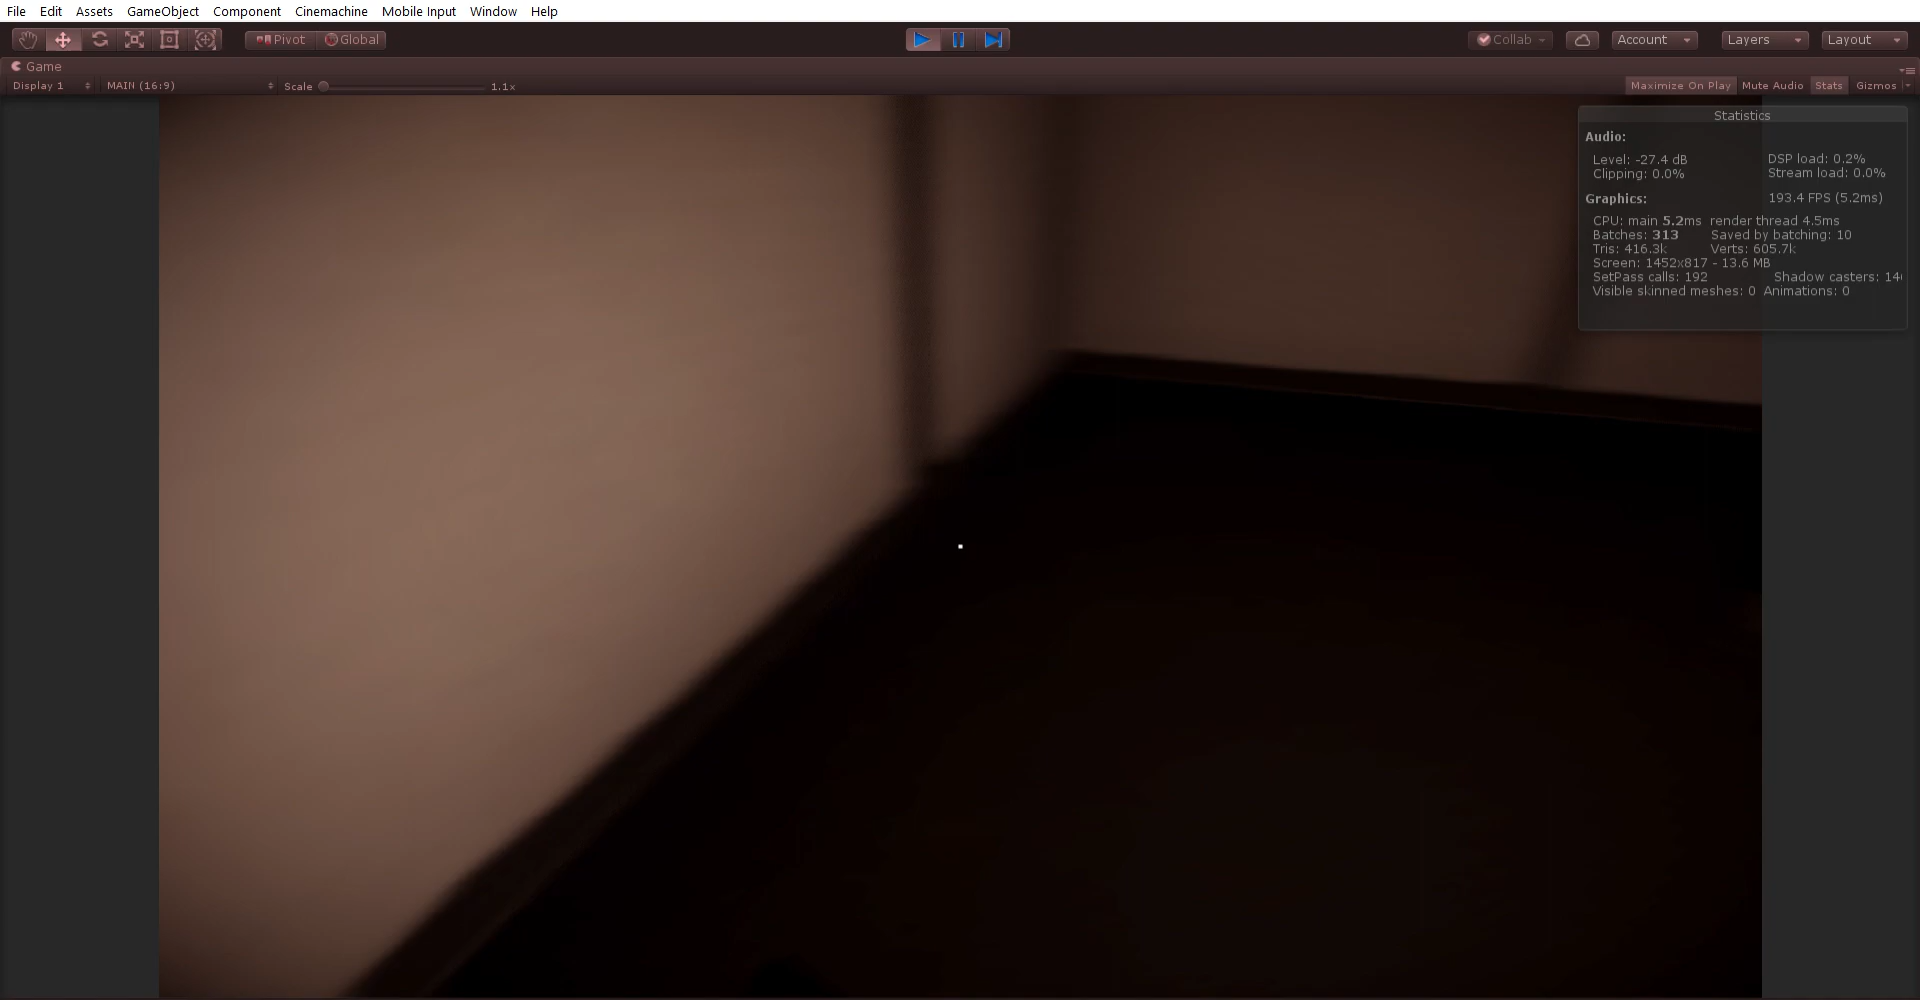 File Edit Assets GameObject Component Cinemachine Mobile Input Window Help
Pivot Global Collab Account Layers Layout
Game
Display 1 MAIN (16:9) Scale 1.1x Maximize On Play Mute Audio Stats Gizmos
Statistics
Audio:
Level: -27.4 dB DSP load: 0.2%
Clipping: 0.0% Stream load: 0.0%
Graphics: 193.4 FPS (5.2ms)
CPU: main 5.2ms render thread 4.5ms
Batches: 313 Saved by batching: 10
Tris: 416.3k Verts: 605.7k
Screen: 1452x817 - 13.6 MB
SetPass calls: 192 Shadow casters:
Visible skinned meshes: 0 Animations: 0